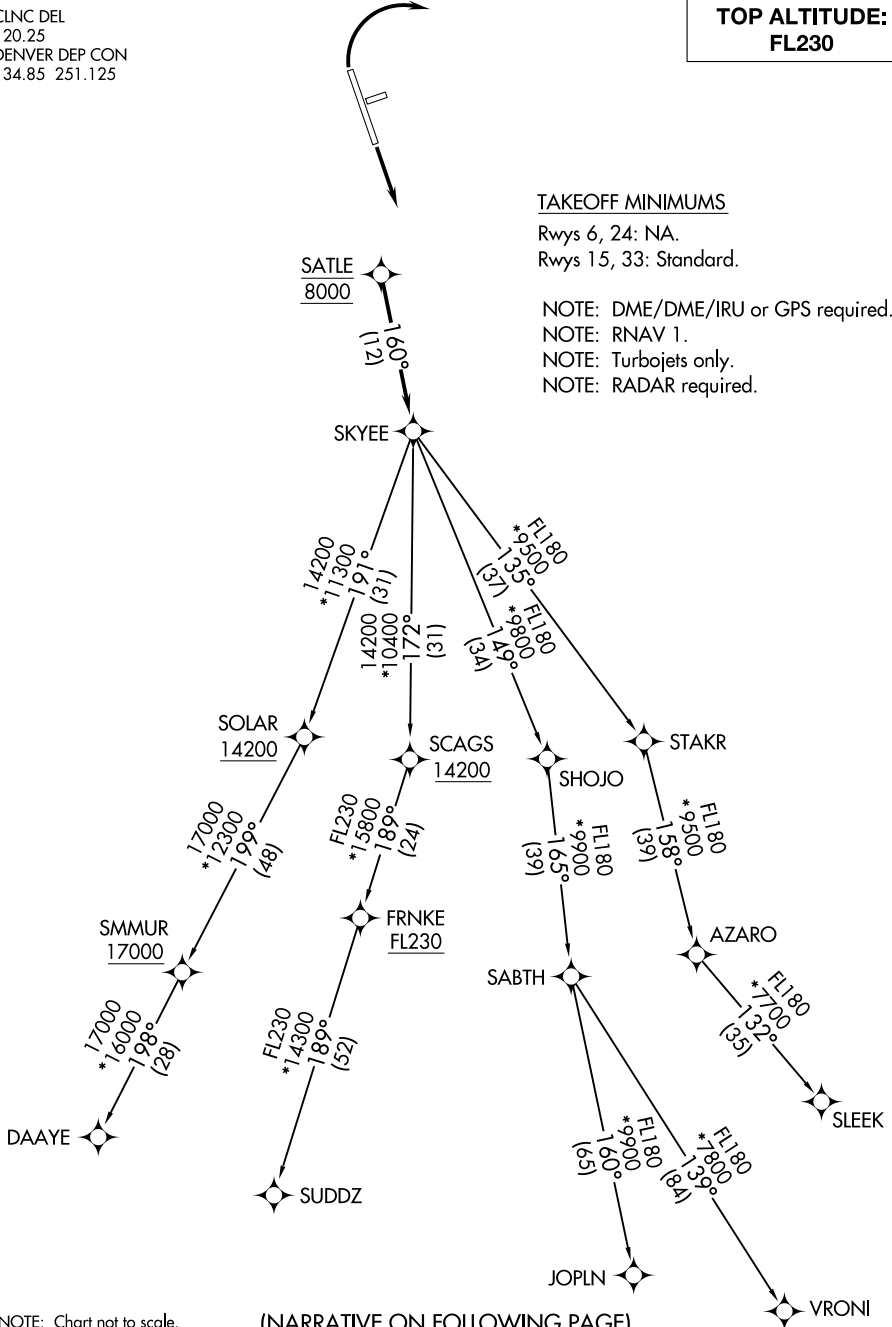 CLNC DEL
20.25
DENVER DEP CON
34.85 251.125
TOP ALTITUDE:
FL230
TAKEOFF MINIMUMS
Rwys 6, 24: NA.
Rwys 15, 33: Standard.
NOTE: DME/DME/IRU or GPS required.
NOTE: RNAV 1.
NOTE: Turbojets only.
NOTE: RADAR required.
SATLE
8000
160°
(12)
SKYEE
14200
*11300
191°
(31)
14200
*10400
172°
(31)
FL180
*9800
149°
(34)
FL180
*9500
135°
(37)
SOLAR
14200
SCAGS
14200
SHOJO
STAKR
17000
*12300
199°
(48)
FL230
*15800
189°
(24)
FL180
*9900
165°
(39)
FL180
*9500
158°
(39)
SMMUR
17000
FRNKE
FL230
SABTH
AZARO
17000
*16000
198°
(28)
FL230
*14300
189°
(52)
FL180
*9900
160°
(65)
FL180
*7800
139°
(84)
FL180
*7700
132°
(35)
DAAYE
SUDDZ
JOPLN
VRONI
SLEEK
NOTE: Chart not to scale.
(NARRATIVE ON FOLLOWING PAGE)